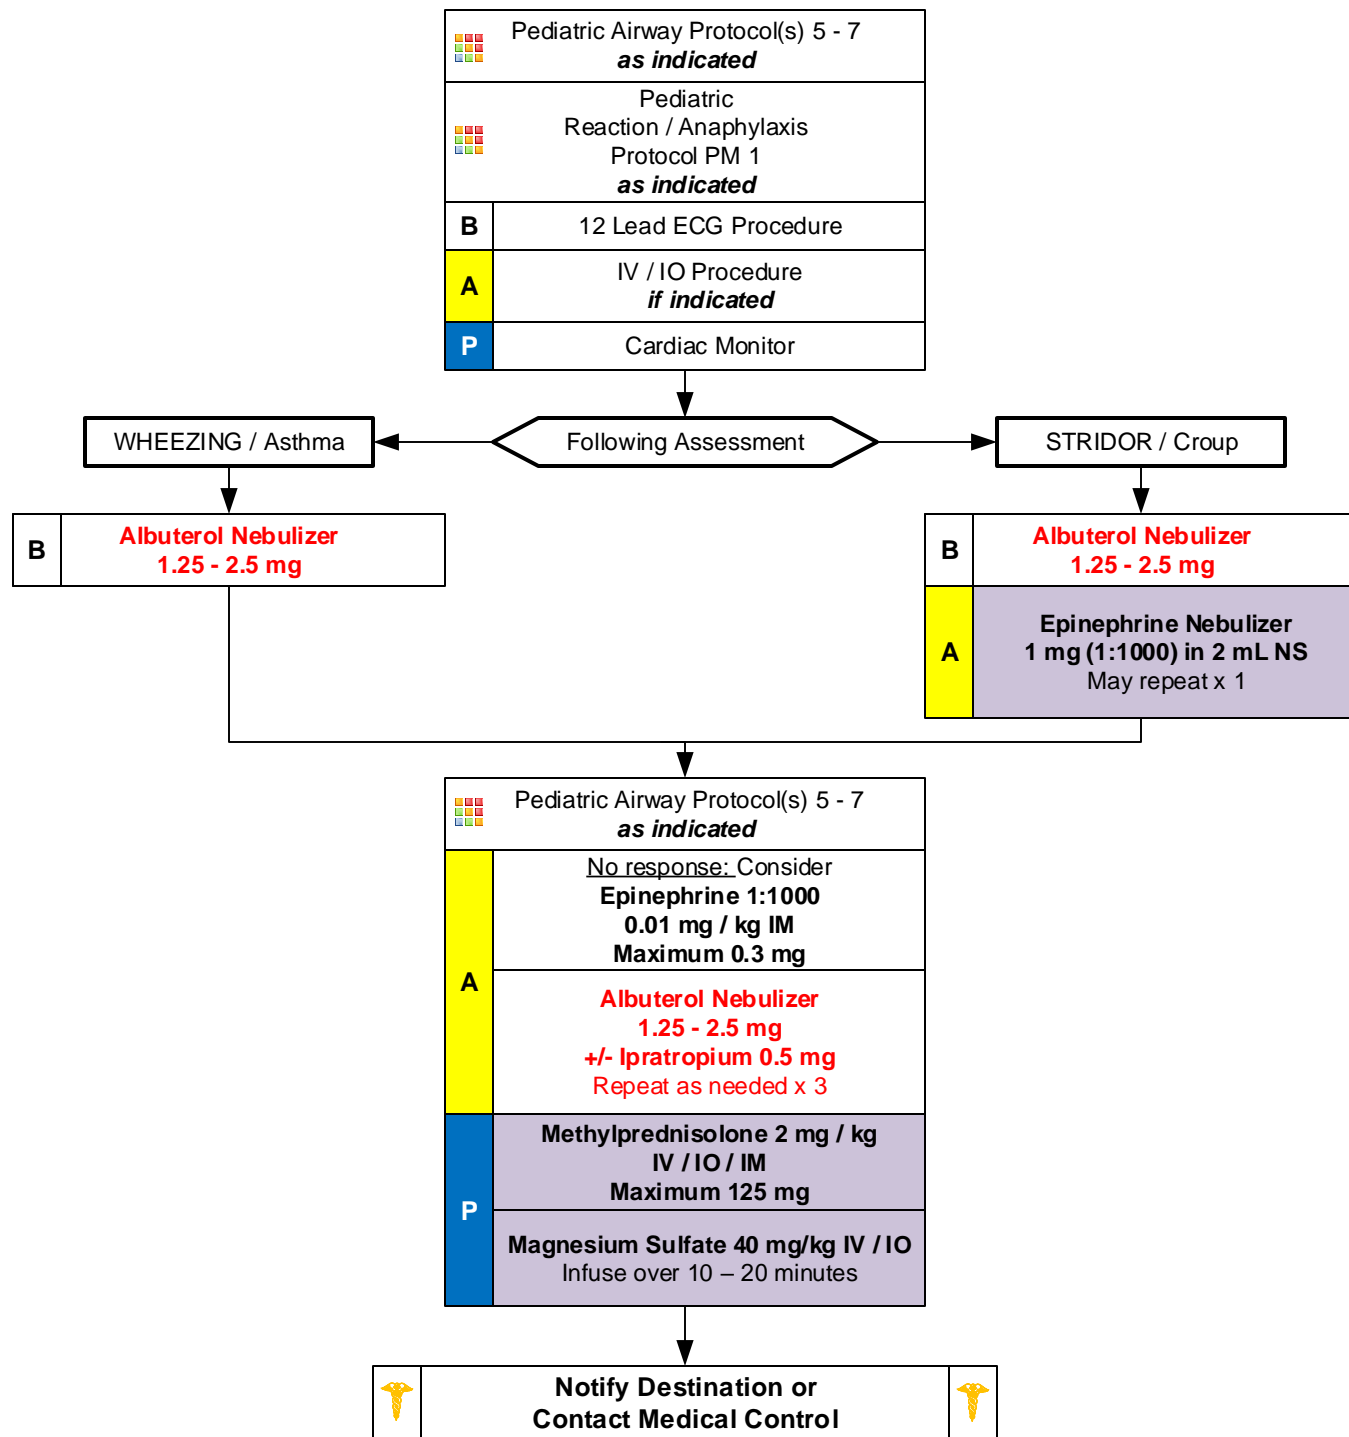 Pediatric Airway Protocol(s) 5 - 7
as indicated
Pediatric
Reaction / Anaphylaxis
Protocol PM 1
as indicated
B
12 Lead ECG Procedure
A
IV / IO Procedure
if indicated
P
Cardiac Monitor
WHEEZING / Asthma
Following Assessment
STRIDOR / Croup
B
Albuterol Nebulizer
1.25 - 2.5 mg
B
Albuterol Nebulizer
1.25 - 2.5 mg
A
Epinephrine Nebulizer
1 mg (1:1000) in 2 mL NS
May repeat x 1
Pediatric Airway Protocol(s) 5 - 7
as indicated
A
No response: Consider
Epinephrine 1:1000
0.01 mg / kg IM
Maximum 0.3 mg
Albuterol Nebulizer
1.25 - 2.5 mg
+/- Ipratropium 0.5 mg
Repeat as needed x 3
P
Methylprednisolone 2 mg / kg
IV / IO / IM
Maximum 125 mg
Magnesium Sulfate 40 mg/kg IV / IO
Infuse over 10 – 20 minutes
Notify Destination or
Contact Medical Control